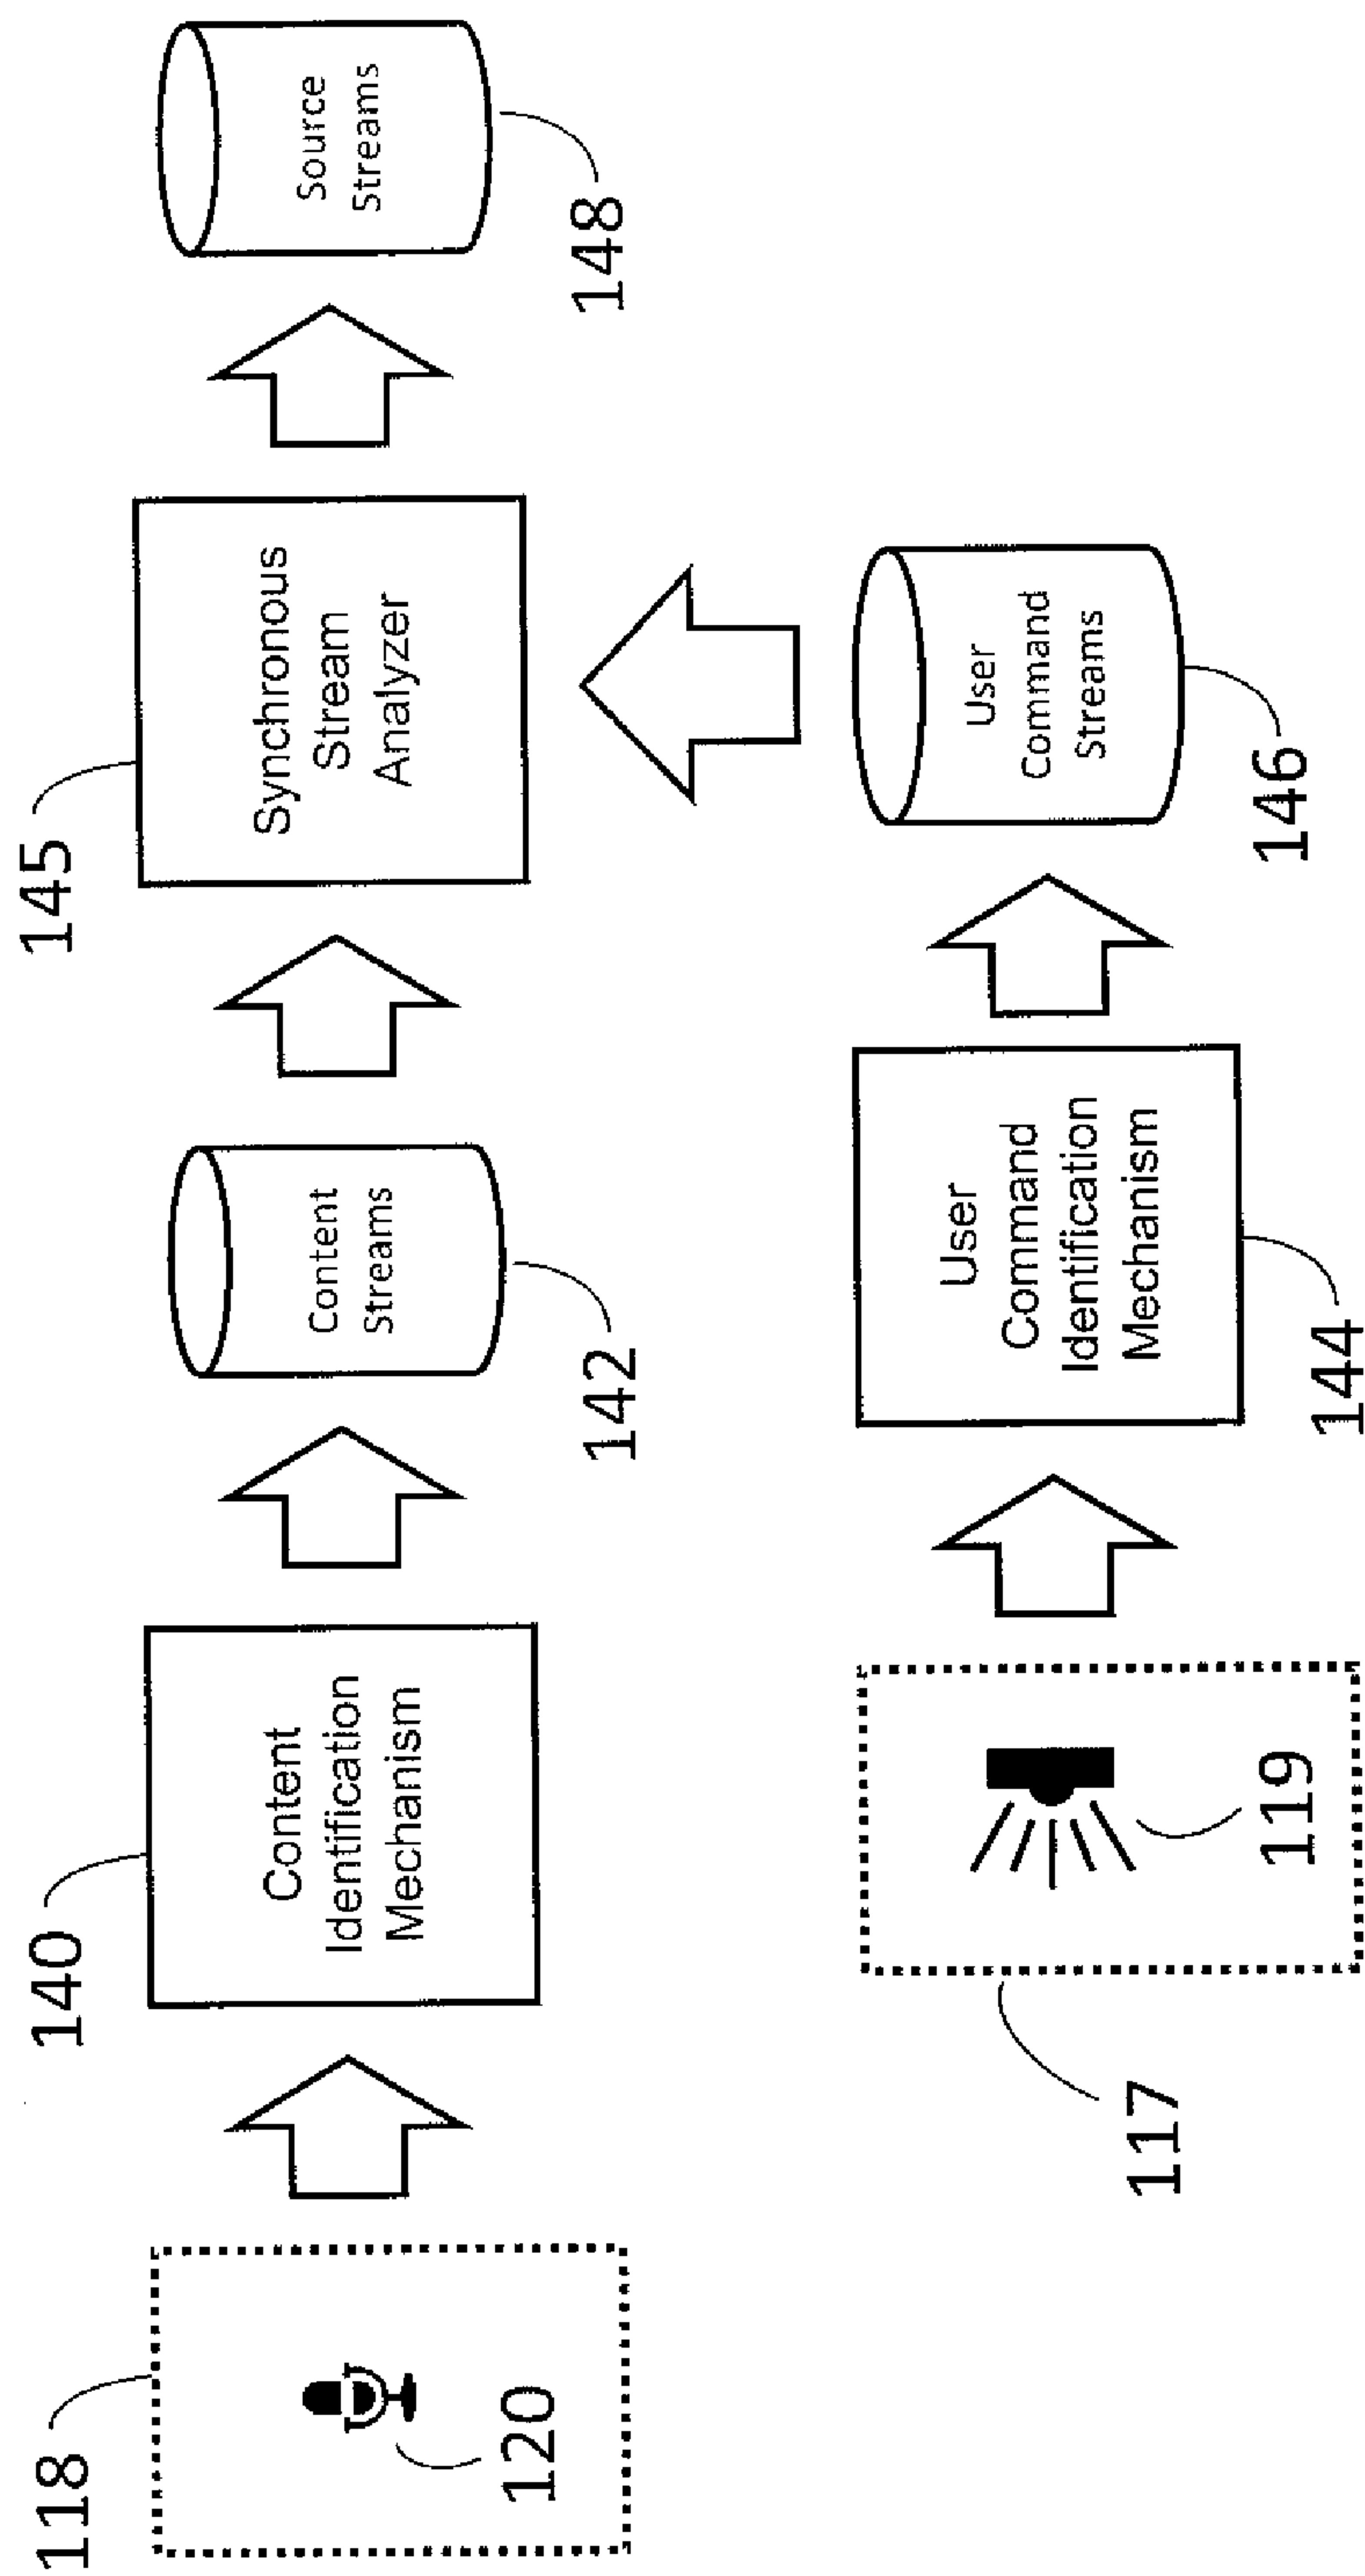 118
120
140
Content
Identification
Mechanism
142
Content
Streams
145
Synchronous
Stream
Analyzer
148
Source
Streams
117
119
144
User
Command
Identification
Mechanism
146
User
Command
Streams